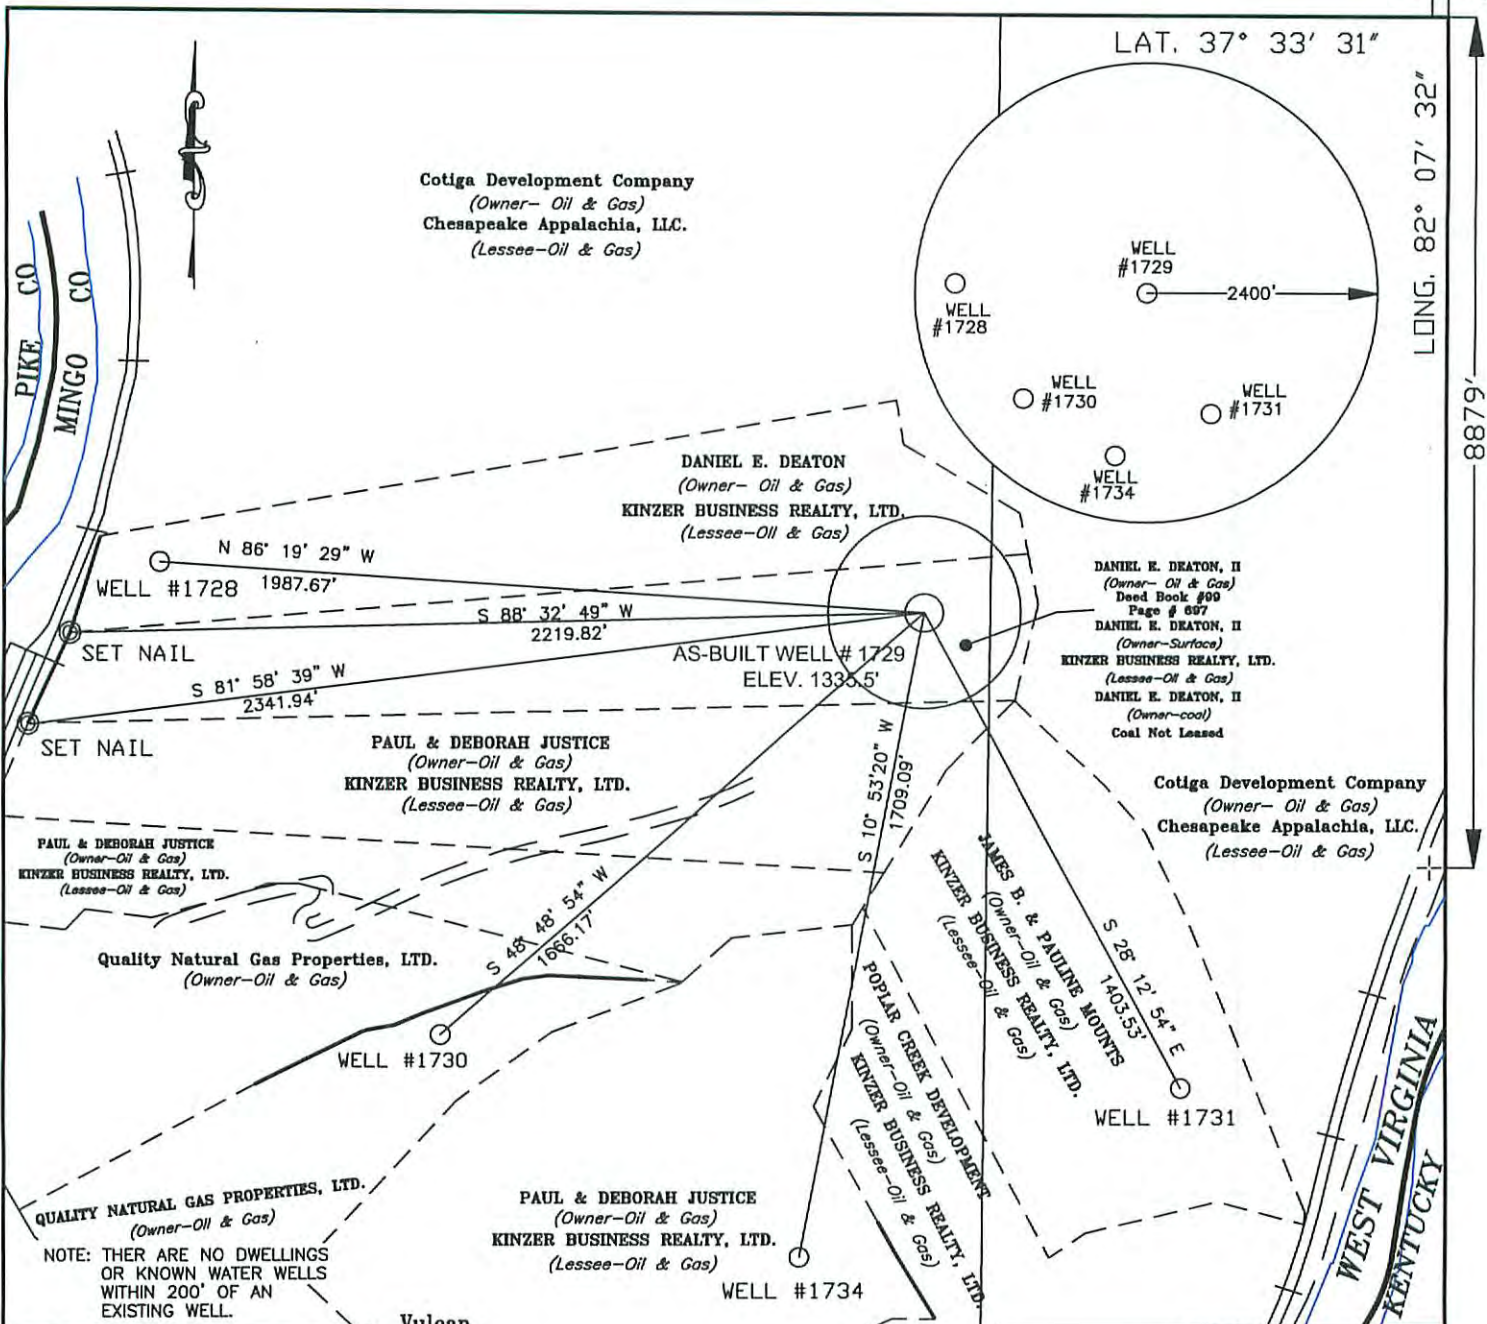 LAT. 37° 33' 31"
LONG. 82° 07' 32"
8879'
Cotiga Development Company
(Owner- Oil & Gas)
Chesapeake Appalachia, LLC.
(Lessee-Oil & Gas)
PIKE CO
MINGO CO
WELL
#1729
2400'
WELL
#1728
WELL
#1730
WELL
#1731
WELL
#1734
DANIEL E. DEATON
(Owner- Oil & Gas)
KINZER BUSINESS REALTY, LTD.
(Lessee-Oil & Gas)
N 86° 19' 29" W
1987.67'
WELL #1728
S 88° 32' 49" W
2219.82'
SET NAIL
S 81° 58' 39" W
2341.94'
SET NAIL
AS-BUILT WELL # 1729
ELEV. 1335.5'
DANIEL E. DEATON, II
(Owner- Oil & Gas)
Deed Book #99
Page # 697
DANIEL E. DEATON, II
(Owner-Surface)
KINZER BUSINESS REALTY, LTD.
(Lessee-Oil & Gas)
DANIEL E. DEATON, II
(Owner-coal)
Coal Not Leased
PAUL & DEBORAH JUSTICE
(Owner-Oil & Gas)
KINZER BUSINESS REALTY, LTD.
(Lessee-Oil & Gas)
Cotiga Development Company
(Owner- Oil & Gas)
Chesapeake Appalachia, LLC.
(Lessee-Oil & Gas)
PAUL & DEBORAH JUSTICE
(Owner-Oil & Gas)
KINZER BUSINESS REALTY, LTD.
(Lessee-Oil & Gas)
S 10° 53'20" W
1709.09'
S 48° 48' 54" W
1666.17'
JAMES B. & PAULINE MOUNTS
(Owner-Oil & Gas)
KINZER BUSINESS REALTY, LTD.
(Lessee-Oil & Gas)
S 28° 12' 54" E
1403.53'
Quality Natural Gas Properties, LTD.
(Owner-Oil & Gas)
WELL #1730
POPLAR CREEK DEVELOPMENT
(Owner-Oil & Gas)
KINZER BUSINESS REALTY, LTD.
(Lessee-Oil & Gas)
WELL #1731
WEST VIRGINIA
KENTUCKY
QUALITY NATURAL GAS PROPERTIES, LTD.
(Owner-Oil & Gas)
PAUL & DEBORAH JUSTICE
(Owner-Oil & Gas)
KINZER BUSINESS REALTY, LTD.
(Lessee-Oil & Gas)
WELL #1734
NOTE: THER ARE NO DWELLINGS
OR KNOWN WATER WELLS
WITHIN 200' OF AN
EXISTING WELL.
Vulcan